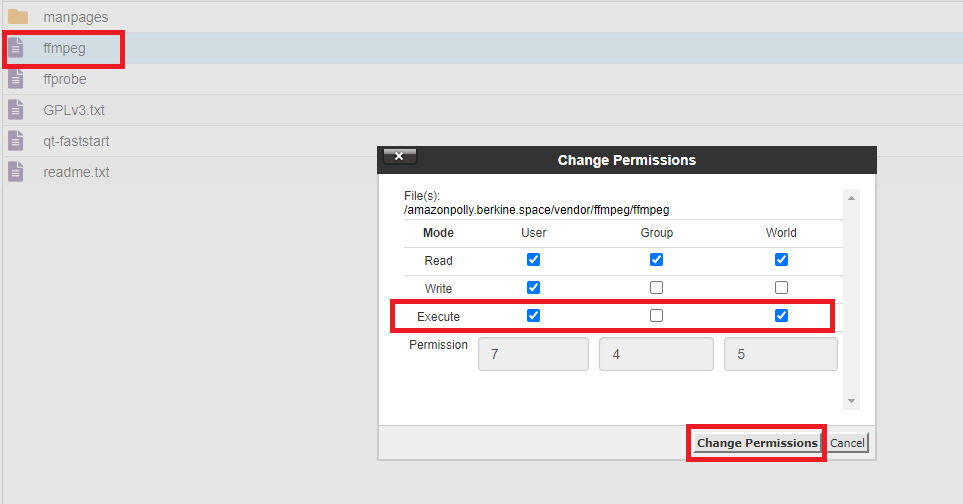 manpages
ffmpeg
ffprobe
GPLv3.txt
qt-faststart
readme.txt
Change Permissions
File(s):
/amazonpolly.berkine.space/vendor/ffmpeg/ffmpeg
Mode User Group World
Read
Write
Execute
Permission 7 4 5
Change Permissions Cancel